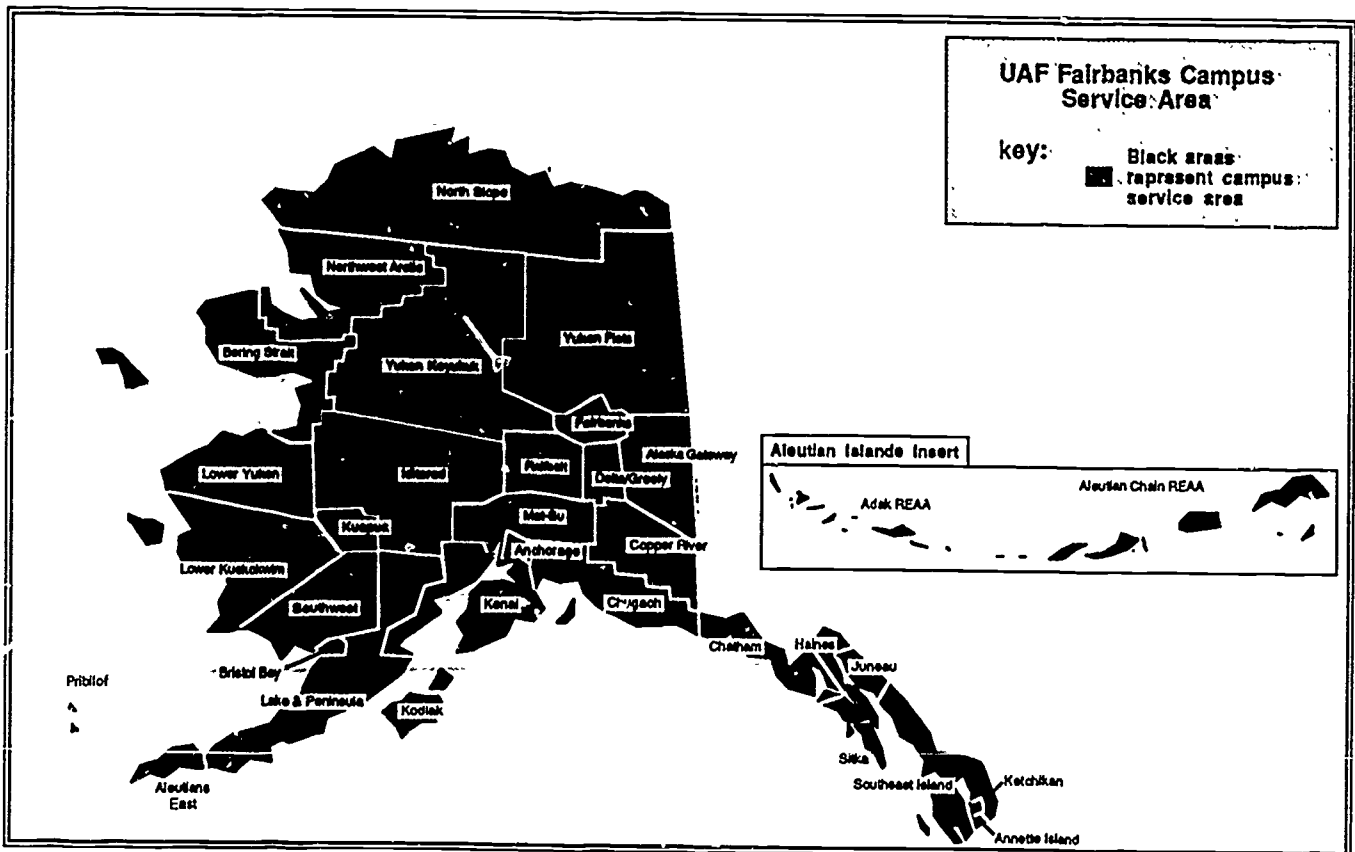 UAF Fairbanks Campus
Service Area
key:
Black areas
represent campus
service area
North Slope
Northwest Arctic
Bering Strait
Yukon Koyukuk
Yukon Flats
Fairbanks
Lower Yukon
Iditarod
Railbelt
Delta/Greely
Alaska Gateway
Aleutian Islands Insert
Adak REAA
Aleutian Chain REAA
Kuspuk
Mat-Su
Anchorage
Copper River
Lower Kuskokwim
Southwest
Kenai
Chugach
Chatham
Haines
Juneau
Bristol Bay
Pribilof
Lake & Peninsula
Kodiak
Sitka
Southeast Island
Ketchikan
Aleutians
East
Annette Island